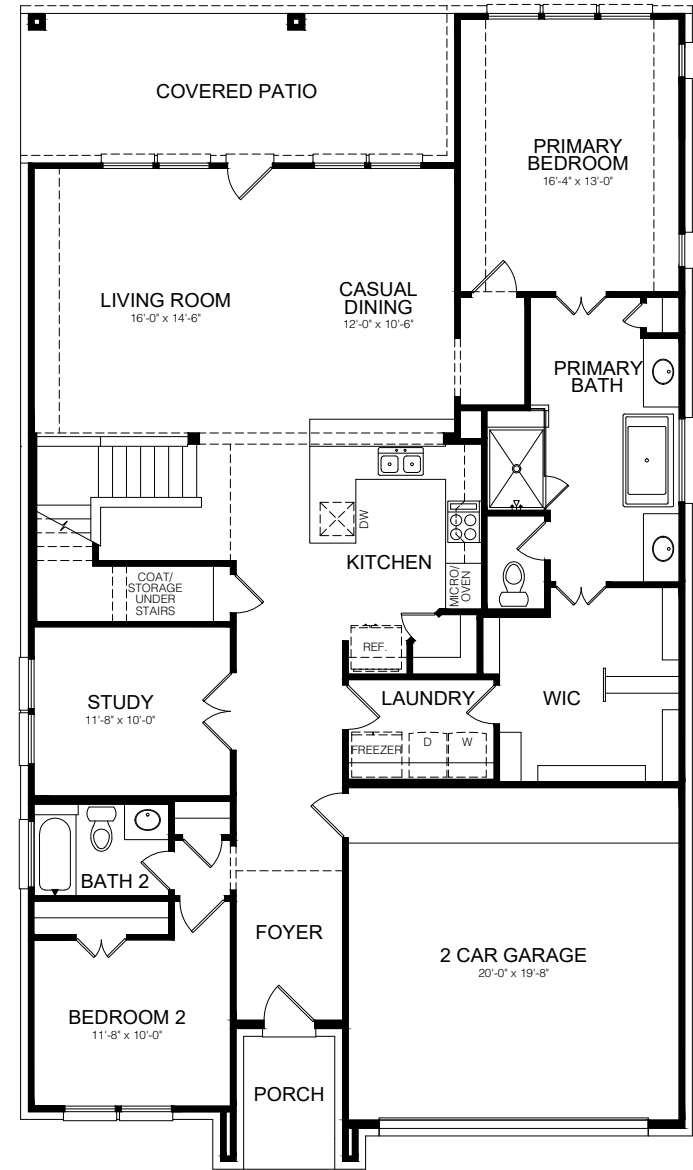 COVERED PATIO
PRIMARY
BEDROOM
16'-4" x 13'-0"
LIVING ROOM
16'-0" x 14'-6"
CASUAL
DINING
12'-0" x 10'-6"
PRIMARY
BATH
DW
KITCHEN
MICRO/
OVEN
COAT/
STORAGE
UNDER
STAIRS
REF.
STUDY
11'-8" x 10'-0"
LAUNDRY
WIC
FREEZER
D
W
BATH 2
FOYER
2 CAR GARAGE
20'-0" x 19'-8"
BEDROOM 2
11'-8" x 10'-0"
PORCH